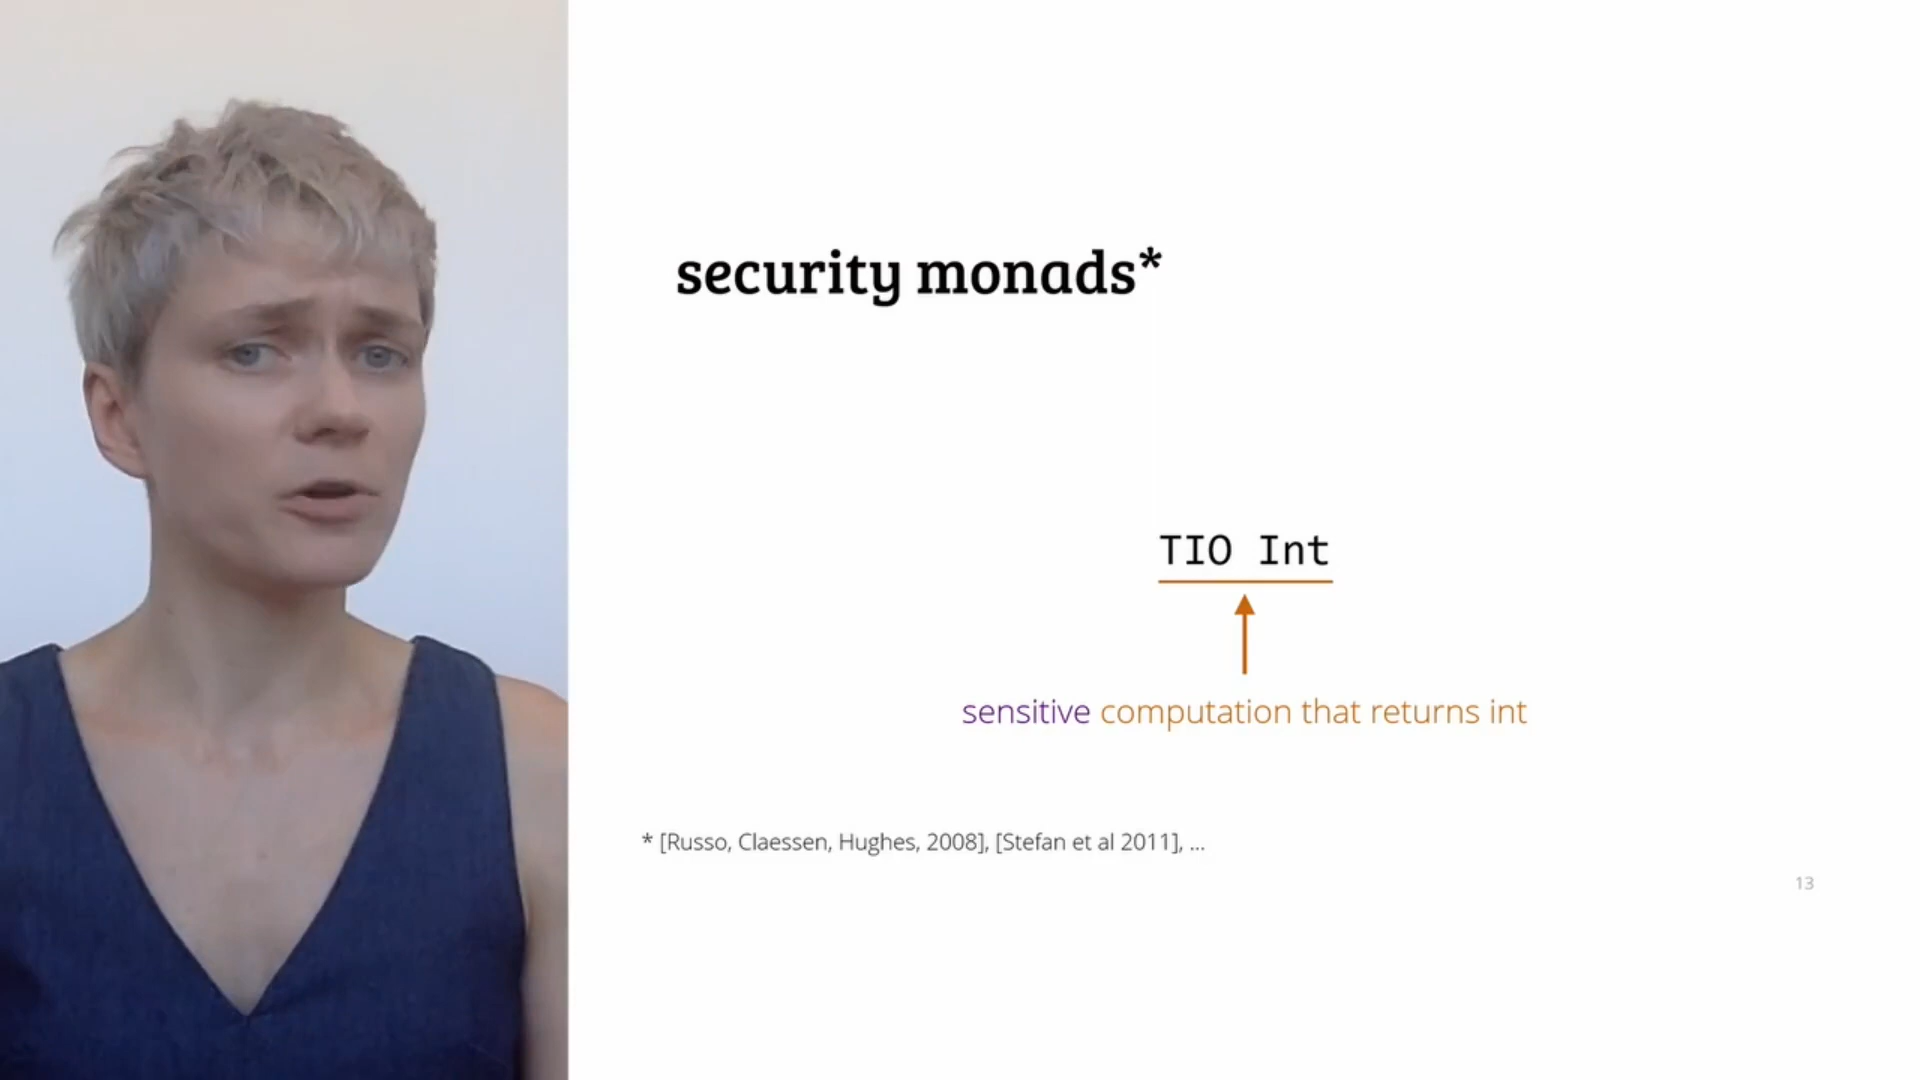 security monads*
TIO Int
sensitive computation that returns int
* [Russo, Claessen, Hughes, 2008], [Stefan et al 2011], ...
13